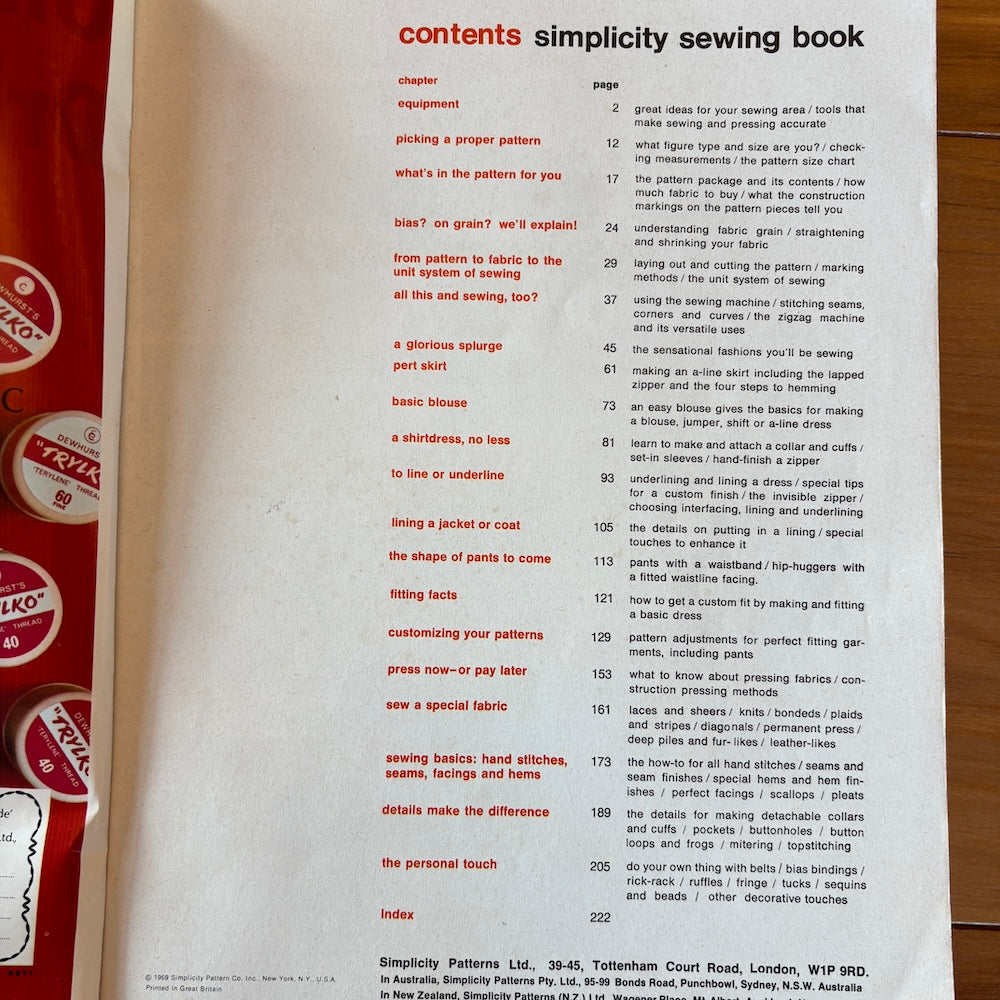 contents simplicity sewing book
chapter
page
equipment 2 great ideas for your sewing area / tools that
make sewing and pressing accurate
picking a proper pattern 12 what figure type and size are you? / check-
ing measurements / the pattern size chart
what's in the pattern for you 17 the pattern package and its contents / how
much fabric to buy / what the construction
markings on the pattern pieces tell you
bias? on grain? we'll explain! 24 understanding fabric grain / straightening
and shrinking your fabric
from pattern to fabric to the 29 laying out and cutting the pattern / marking
unit system of sewing methods / the unit system of sewing
all this and sewing, too? 37 using the sewing machine / stitching seams,
corners and curves / the zigzag machine
and its versatile uses
a glorious splurge 45 the sensational fashions you'll be sewing
pert skirt 61 making an a-line skirt including the lapped
zipper and the four steps to hemming
basic blouse 73 an easy blouse gives the basics for making
a blouse, jumper, shift or a-line dress
a shirtdress, no less 81 learn to make and attach a collar and cuffs /
set-in sleeves / hand-finish a zipper
to line or underline 93 underlining and lining a dress / special tips
for a custom finish / the invisible zipper /
choosing interfacing, lining and underlining
lining a jacket or coat 105 the details on putting in a lining / special
touches to enhance it
the shape of pants to come 113 pants with a waistband / hip-huggers with
a fitted waistline facing.
fitting facts 121 how to get a custom fit by making and fitting
a basic dress
customizing your patterns 129 pattern adjustments for perfect fitting gar-
ments, including pants
press now–or pay later 153 what to know about pressing fabrics / con-
struction pressing methods
sew a special fabric 161 laces and sheers / knits / bondeds / plaids
and stripes / diagonals / permanent press /
deep piles and fur-likes / leather-likes
sewing basics: hand stitches, 173 the how-to for all hand stitches / seams and
seams, facings and hems seam finishes / special hems and hem fin-
ishes / perfect facings / scallops / pleats
details make the difference 189 the details for making detachable collars
and cuffs / pockets / buttonholes / button
loops and frogs / mitering / topstitching
the personal touch 205 do your own thing with belts / bias bindings /
rick-rack / ruffles / fringe / tucks / sequins
and beads / other decorative touches
Index 222
Simplicity Patterns Ltd., 39-45, Tottenham Court Road, London, W1P 9RD.
In Australia, Simplicity Patterns Pty. Ltd., 95-99 Bonds Road, Punchbowl, Sydney, N.S.W. Australia
In New Zealand, Simplicity Patterns (N.Z.) Ltd.
© 1969 Simplicity Pattern Co. Inc. New York, N.Y., U.S.A.
Printed in Great Britain
C
DEWHURS
"TRYLK
"TERYLENE" THREA
60
FINE
THREAD
40
"TRYLK
"TERYLENE" THREAD
40
td.,